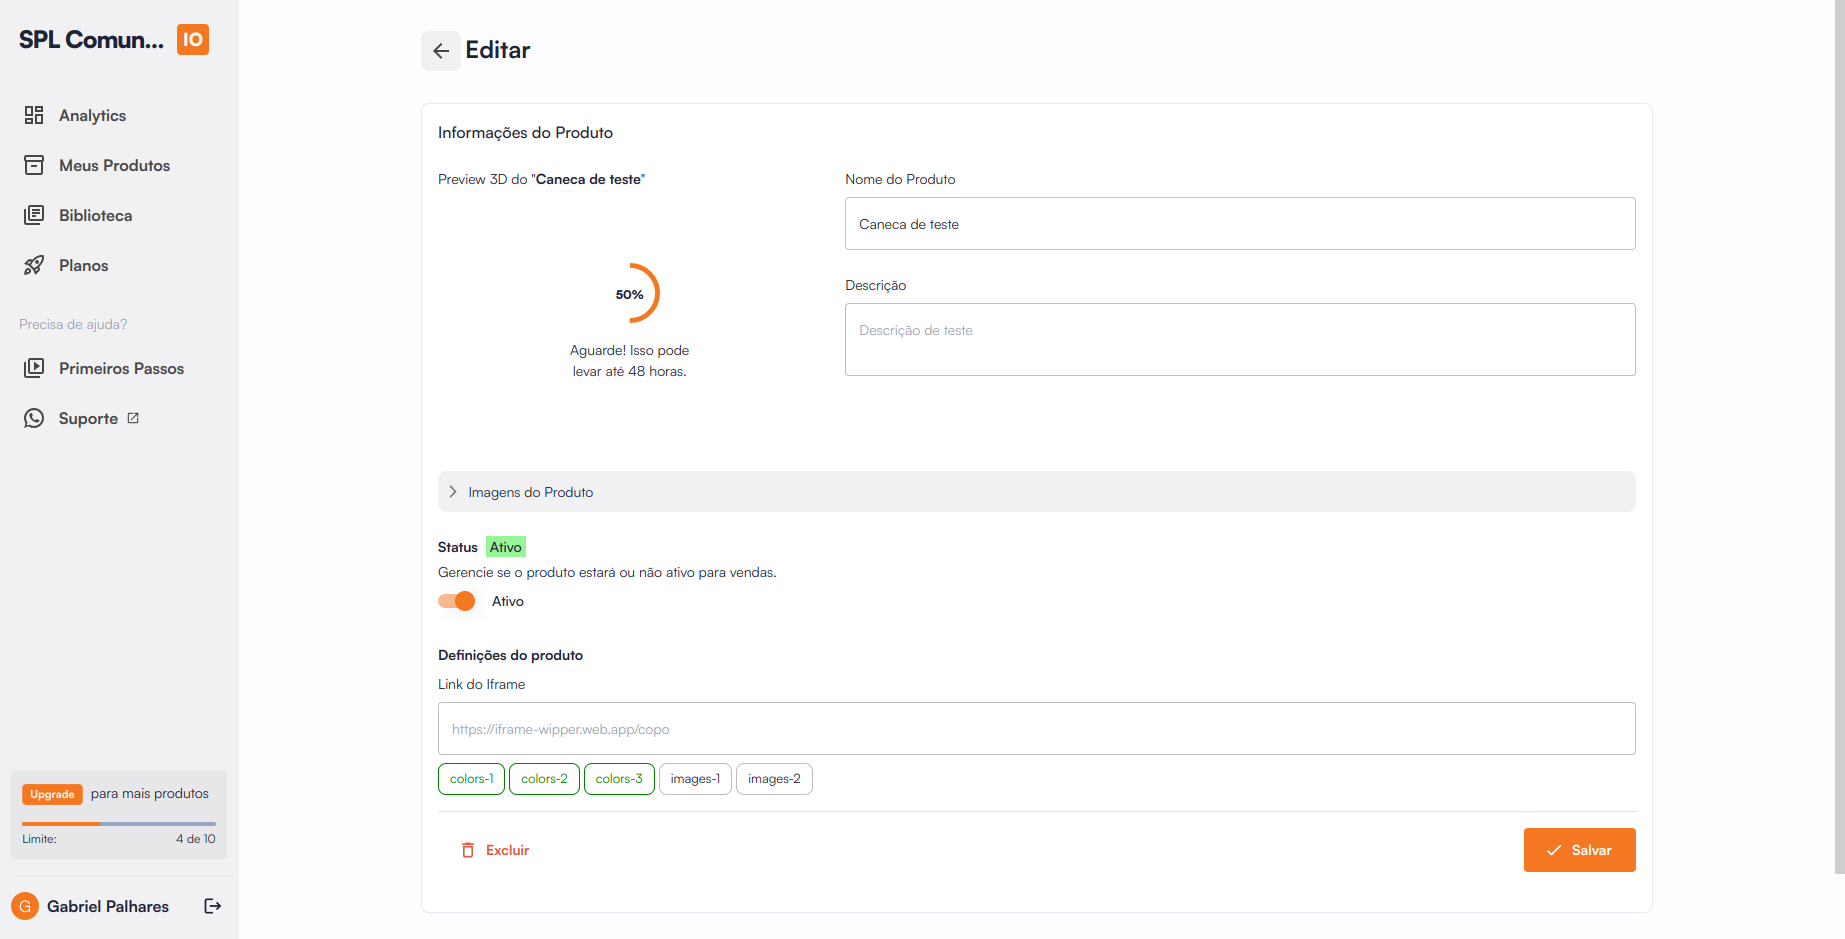 SPL Comun... IO
Analytics
Meus Produtos
Biblioteca
Planos
Precisa de ajuda?
Primeiros Passos
Suporte
Upgrade para mais produtos
Limite: 4 de 10
G Gabriel Palhares
Editar
Informações do Produto
Preview 3D do "Caneca de teste"
50%
Aguarde! Isso pode
levar até 48 horas.
Nome do Produto
Caneca de teste
Descrição
Descrição de teste
Imagens do Produto
Status Ativo
Gerencie se o produto estará ou não ativo para vendas.
Ativo
Definições do produto
Link do Iframe
https://iframe-wipper.web.app/copo
colors-1 colors-2 colors-3 images-1 images-2
Excluir
Salvar